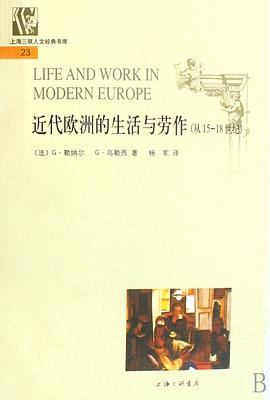 上海三联人文经典书库
23
LIFE AND WORK IN
MODERN EUROPE
近代欧洲的生活与劳作(从15-18世纪)
(法)G·勒纳尔 G·乌勒西 著 杨军 译
上海三联书店
B